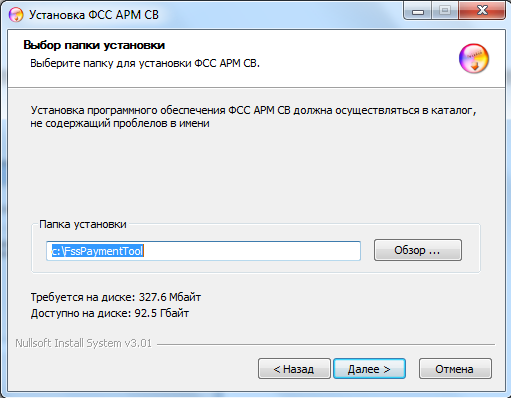 Установка ФСС АРМ СВ
Выбор папки установки
Выберите папку для установки ФСС АРМ СВ.
Установка программного обеспечения ФСС АРМ СВ должна осуществляться в каталог,
не содержащий проблелов в имени
Папка установки
c:\FssPaymentTool
Обзор ...
Требуется на диске: 327.6 Мбайт
Доступно на диске: 92.5 Гбайт
Nullsoft Install System v3.01
< Назад
Далее >
Отмена